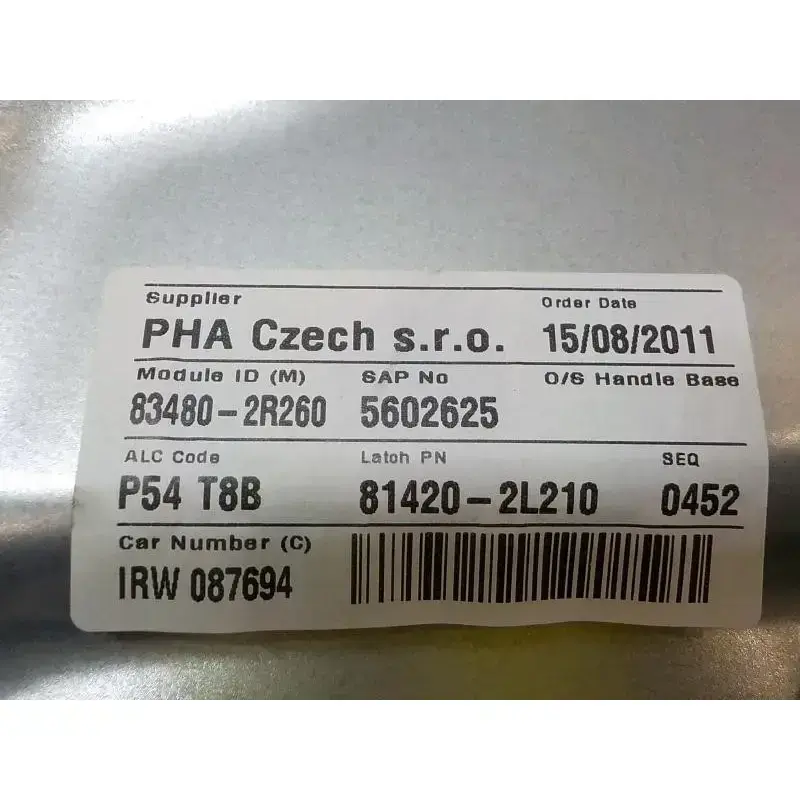 Supplier Order Date
PHA Czech s.r.o. 15/08/2011
Module ID (M) SAP No O/S Handle Base
83480-2R260 5602625
ALC Code Latch PN SEQ
P54 T8B 81420-2L210 0452
Car Number (C)
IRW 087694